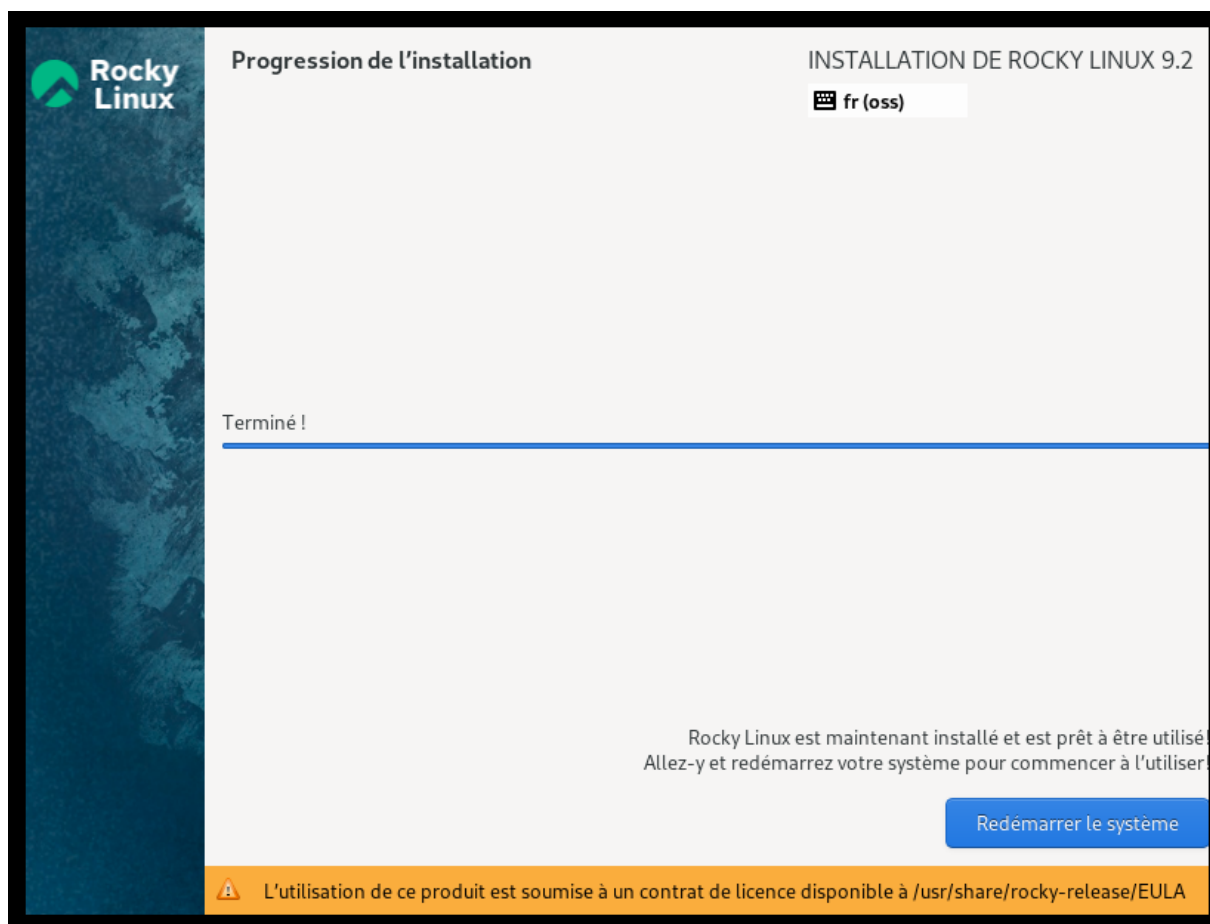 Rocky
Linux
Progression de l’installation
INSTALLATION DE ROCKY LINUX 9.2
fr (oss)
Terminé !
Rocky Linux est maintenant installé et est prêt à être utilisé!
Allez-y et redémarrez votre système pour commencer à l’utiliser!
Redémarrer le système
L’utilisation de ce produit est soumise à un contrat de licence disponible à /usr/share/rocky-release/EULA